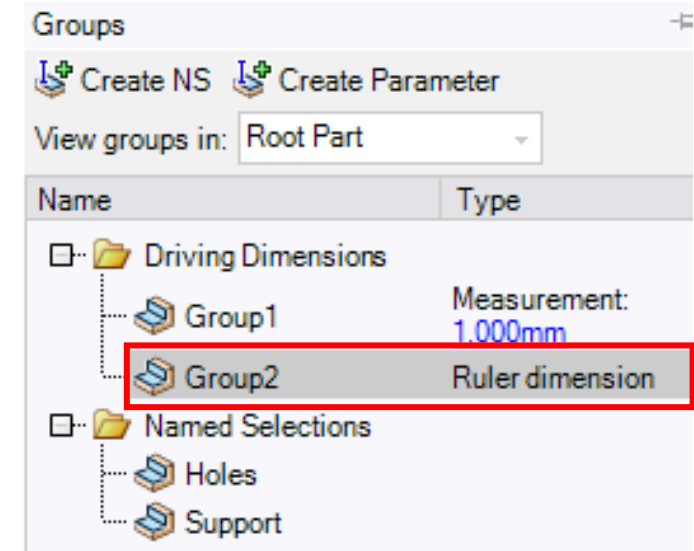 Groups
Create NS Create Parameter
View groups in: Root Part
Name Type
Driving Dimensions
Group1 Measurement:
1.000mm
Group2 Ruler dimension
Named Selections
Holes
Support